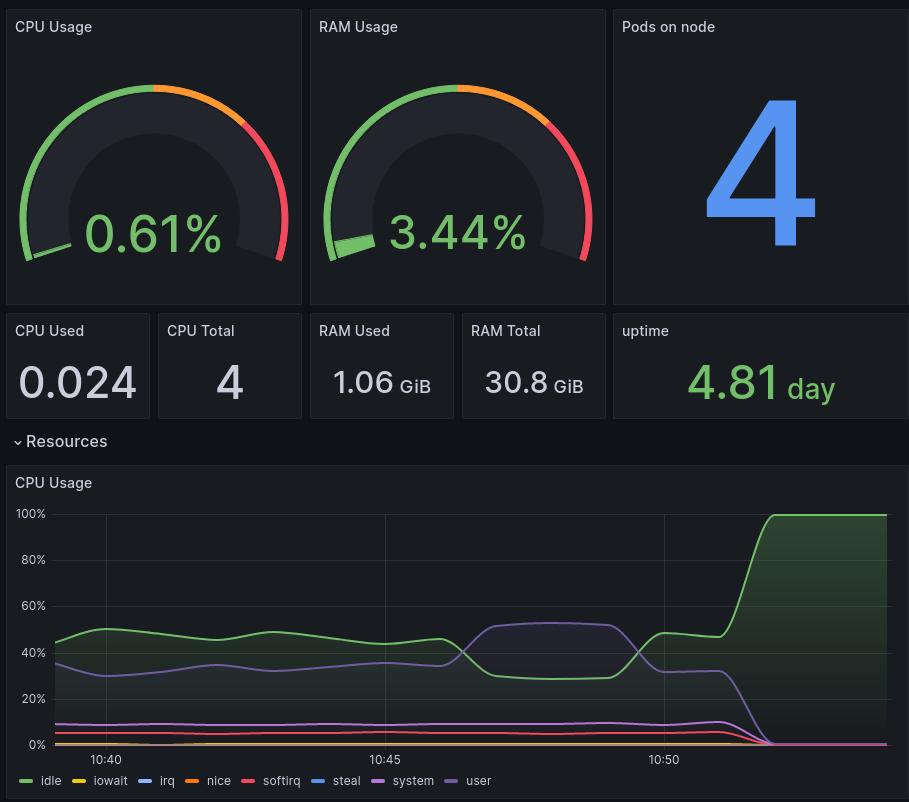 CPU Usage
RAM Usage
Pods on node
0.61%
3.44%
4
CPU Used
CPU Total
RAM Used
RAM Total
uptime
0.024
4
1.06 GiB
30.8 GiB
4.81 day
Resources
CPU Usage
100%
80%
60%
40%
20%
0%
10:40
10:45
10:50
idle
iowait
irq
nice
softirq
steal
system
user